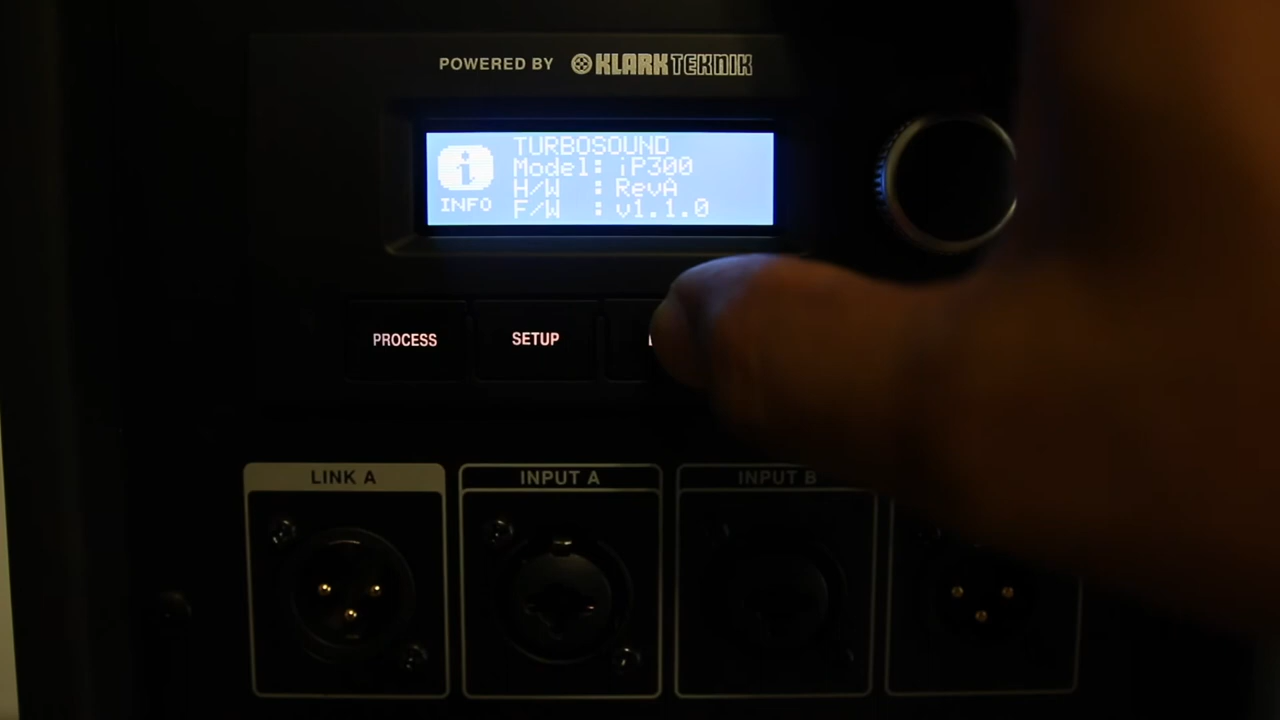 POWERED BY KLARK TEKNIK
TURBOSOUND
Model: iP300
H/W : RevA
F/W : v1.1.0
INFO
PROCESS
SETUP
LINK A
INPUT A
INPUT B